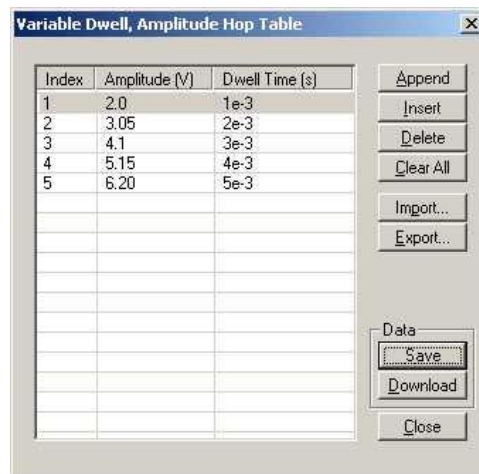 Variable Dwell, Amplitude Hop Table
Index Amplitude (V) Dwell Time (s)
1 2.0 1e-3
2 3.05 2e-3
3 4.1 3e-3
4 5.15 4e-3
5 6.20 5e-3
Append
Insert
Delete
Clear All
Import...
Export...
Data
Save
Download
Close